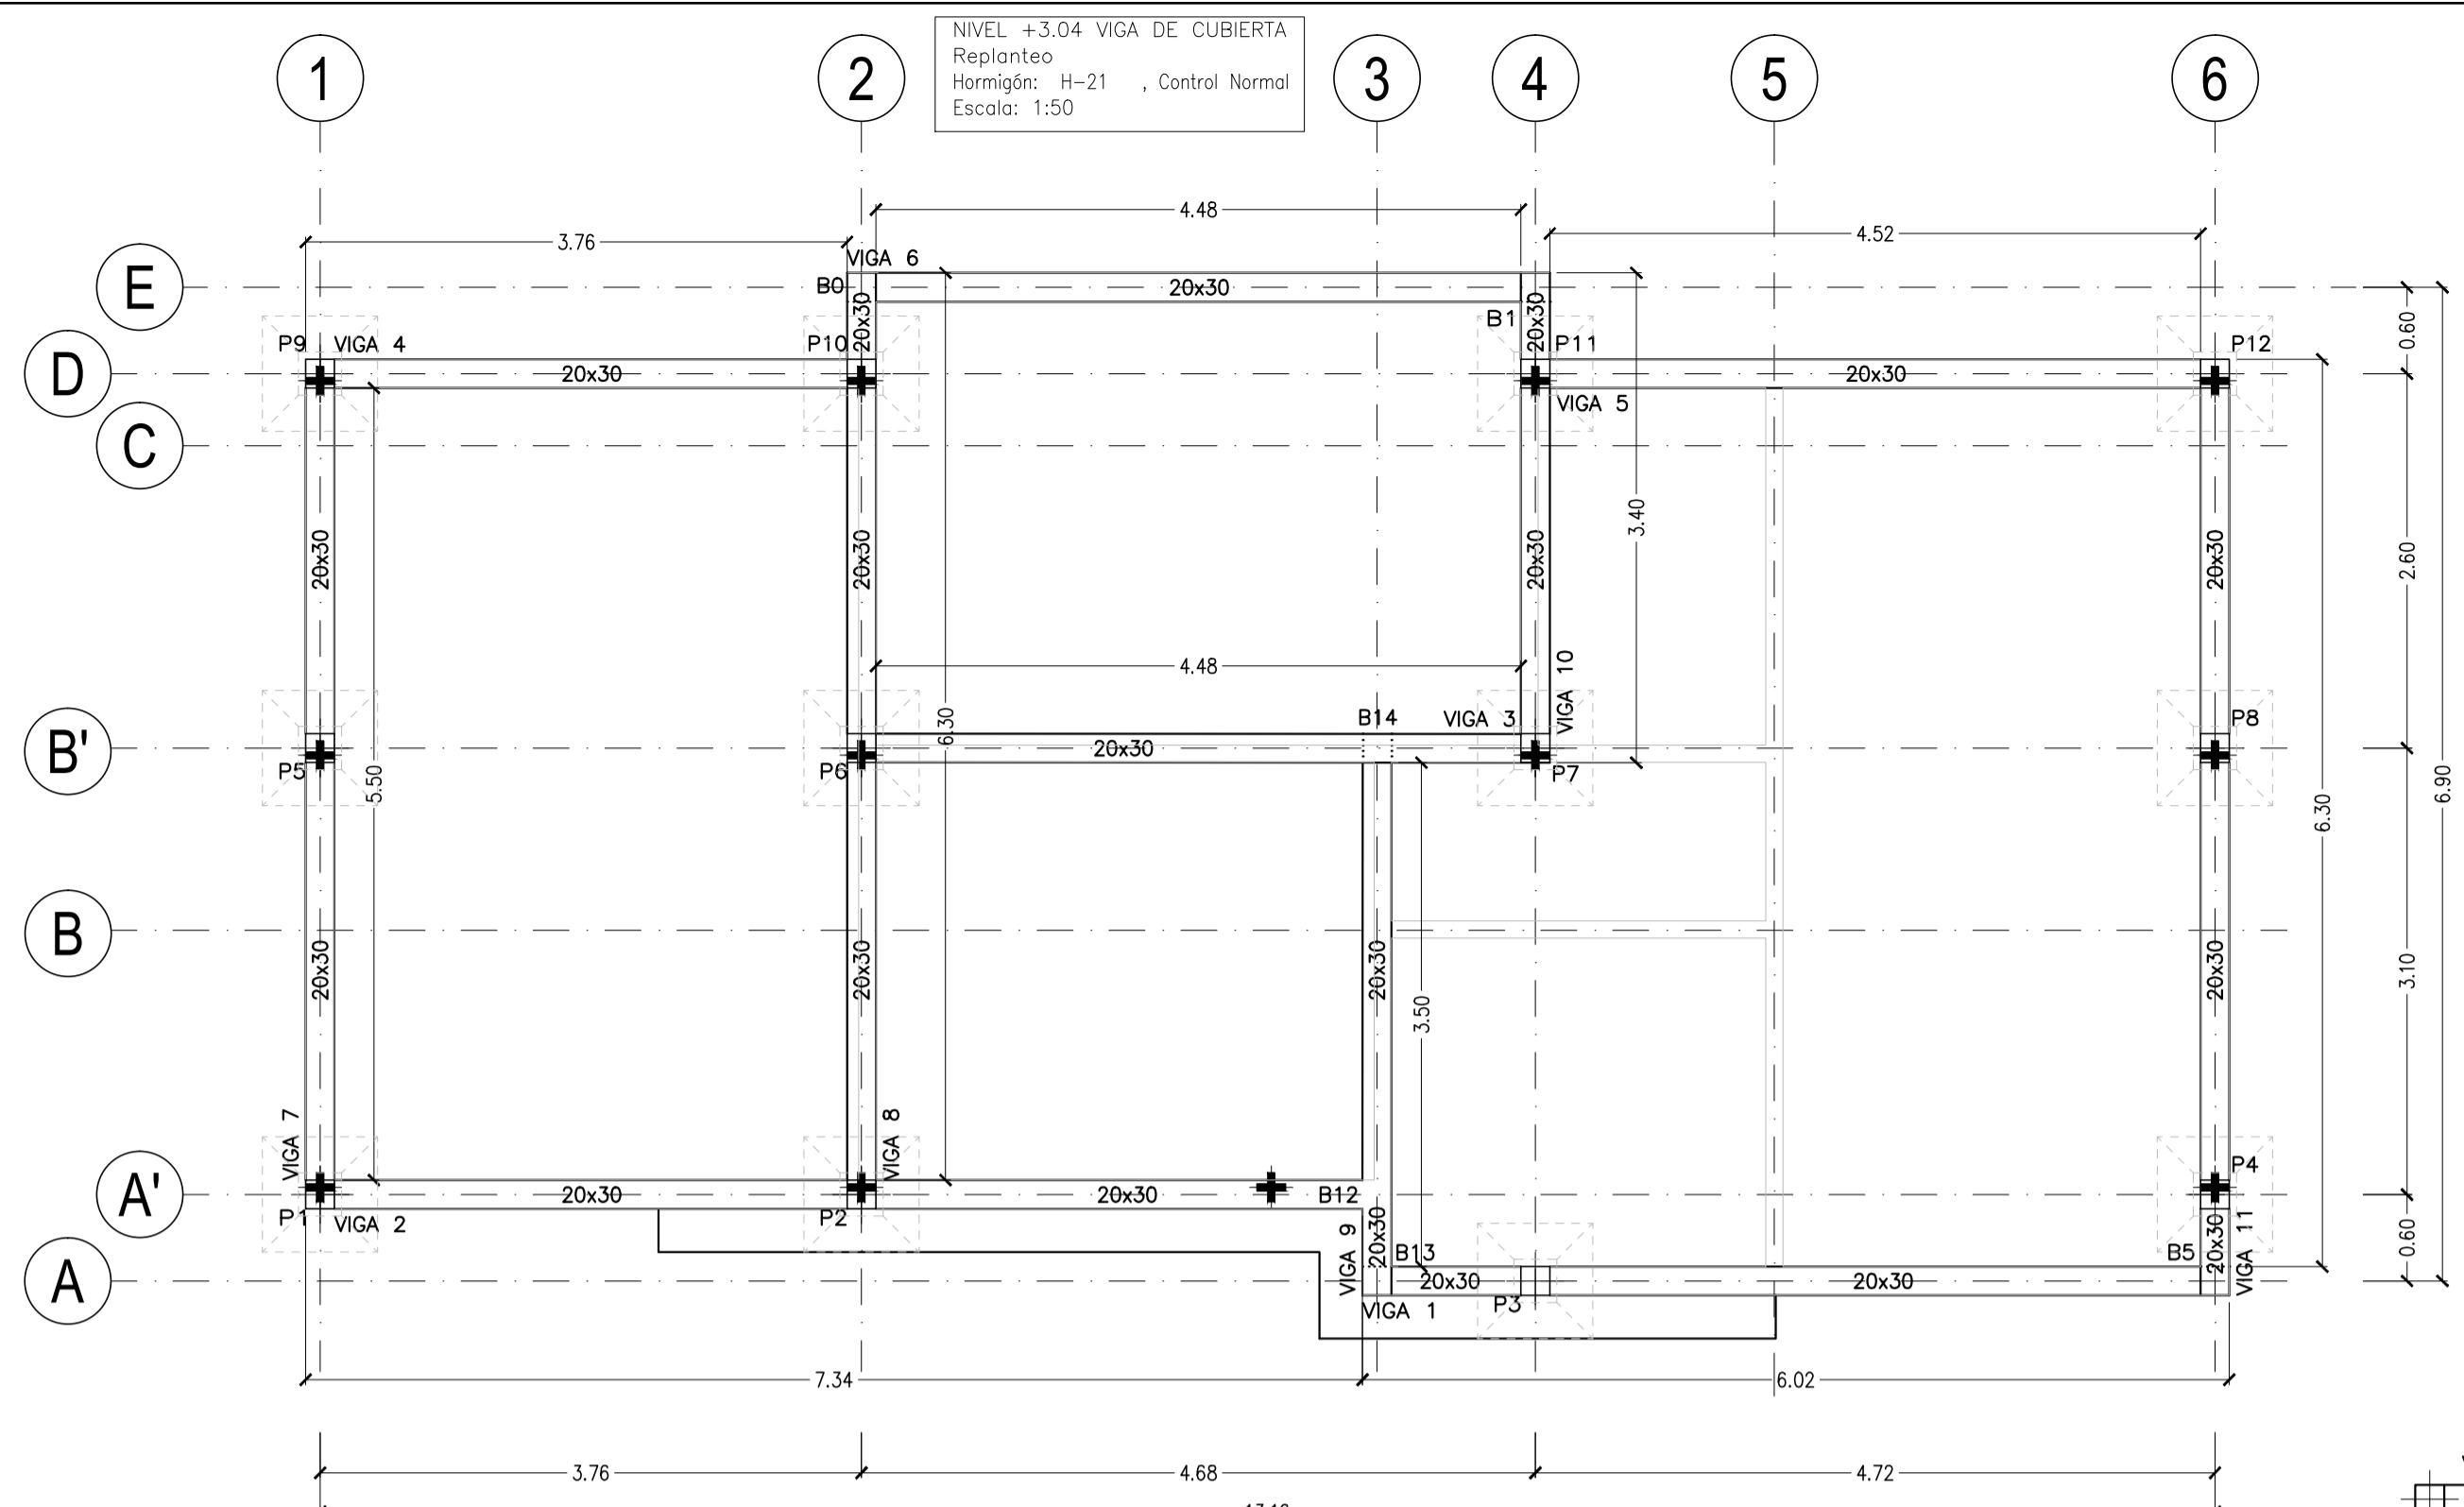 NIVEL +3.04 VIGA DE CUBIERTA
Replanteo
Hormigón: H-21 , Control Normal
Escala: 1:50
1
2
3
4
5
6
4.48
3.76
4.52
VIGA 6
E
B0
20x30
20x30
20x30
B1
0.60
P9
VIGA 4
P10
P11
P12
D
20x30
20x30
VIGA 5
C
3.40
20x30
20x30
20x30
20x30
2.60
4.48
VIGA 10
B14
VIGA 3
P8
6.30
B'
20x30
P5
P6
P7
5.50
6.30
6.90
B
20x30
20x30
20x30
20x30
3.10
3.50
VIGA 7
VIGA 8
P4
A'
20x30
20x30
B12
P1
VIGA 2
P2
VIGA 9
20x30
20x30
VIGA 11
0.60
B13
B5
A
20x30
20x30
P3
VIGA 1
7.34
6.02
3.76
4.68
4.72